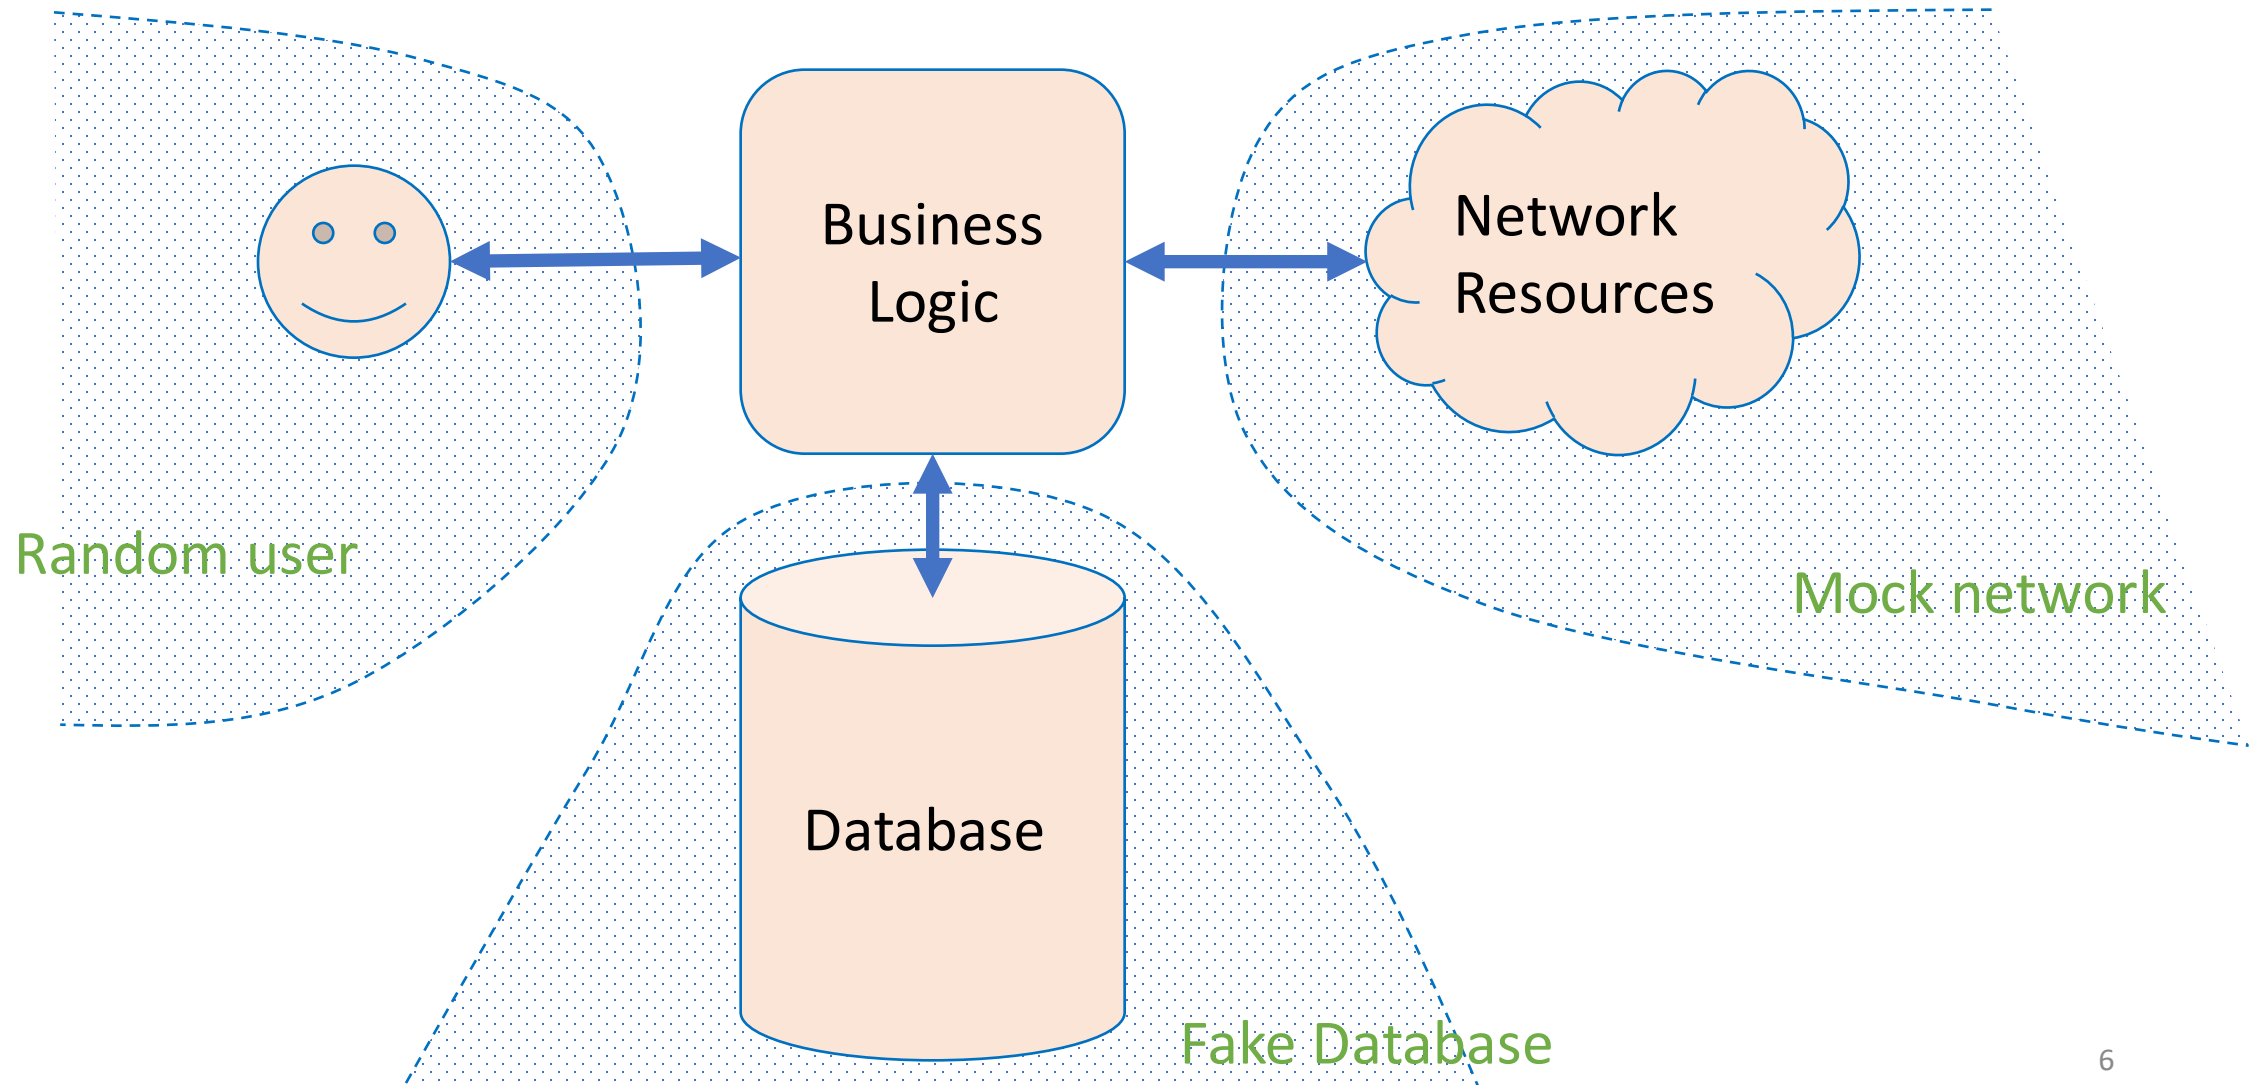 Business
Logic
Network
Resources
Random user
Mock network
Database
Fake Database
6